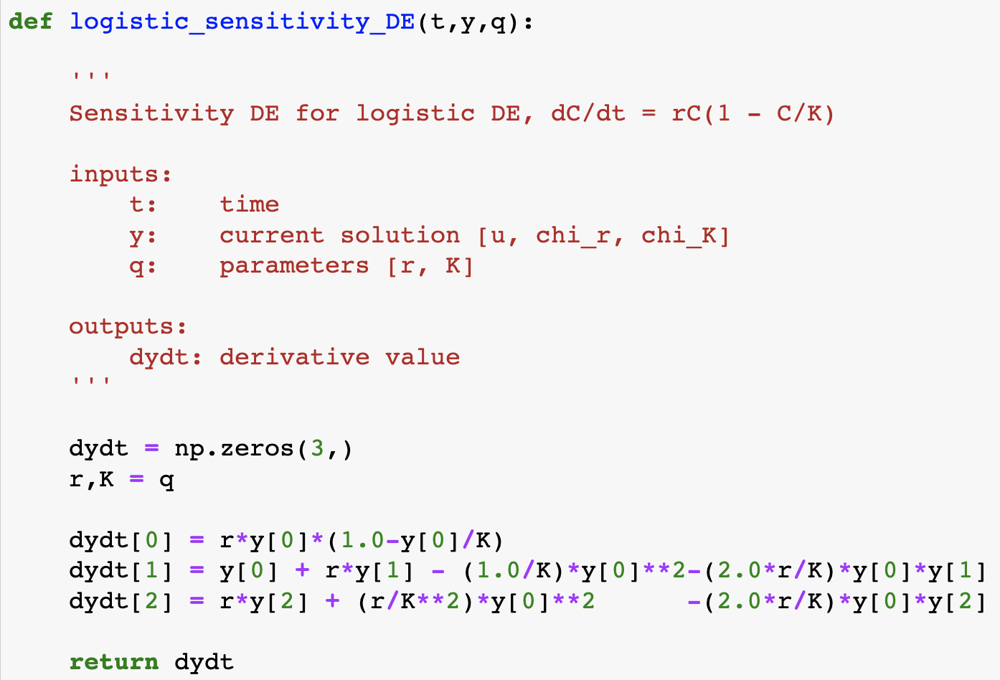 def logistic_sensitivity_DE(t,y,q):
'''
Sensitivity DE for logistic DE, dC/dt = rC(1 - C/K)
inputs:
t:    time
y:    current solution [u, chi_r, chi_K]
q:    parameters [r, K]
outputs:
dydt: derivative value
'''
dydt = np.zeros(3,)
r,K = q
dydt[0] = r*y[0]*(1.0-y[0]/K)
dydt[1] = y[0] + r*y[1] - (1.0/K)*y[0]**2-(2.0*r/K)*y[0]*y[1]
dydt[2] = r*y[2] + (r/K**2)*y[0]**2      -(2.0*r/K)*y[0]*y[2]
return dydt